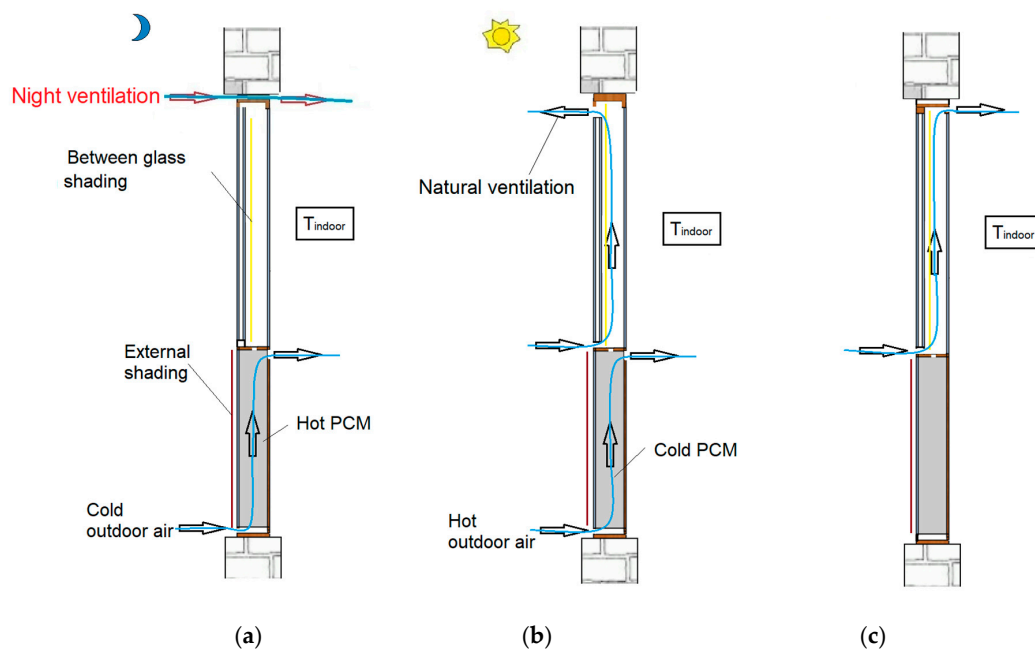 Night ventilation
Between glass
shading
Tindoor
External
shading
Hot PCM
Cold
outdoor air
(a)
Natural ventilation
Tindoor
Cold PCM
Hot
outdoor air
(b)
Tindoor
(c)